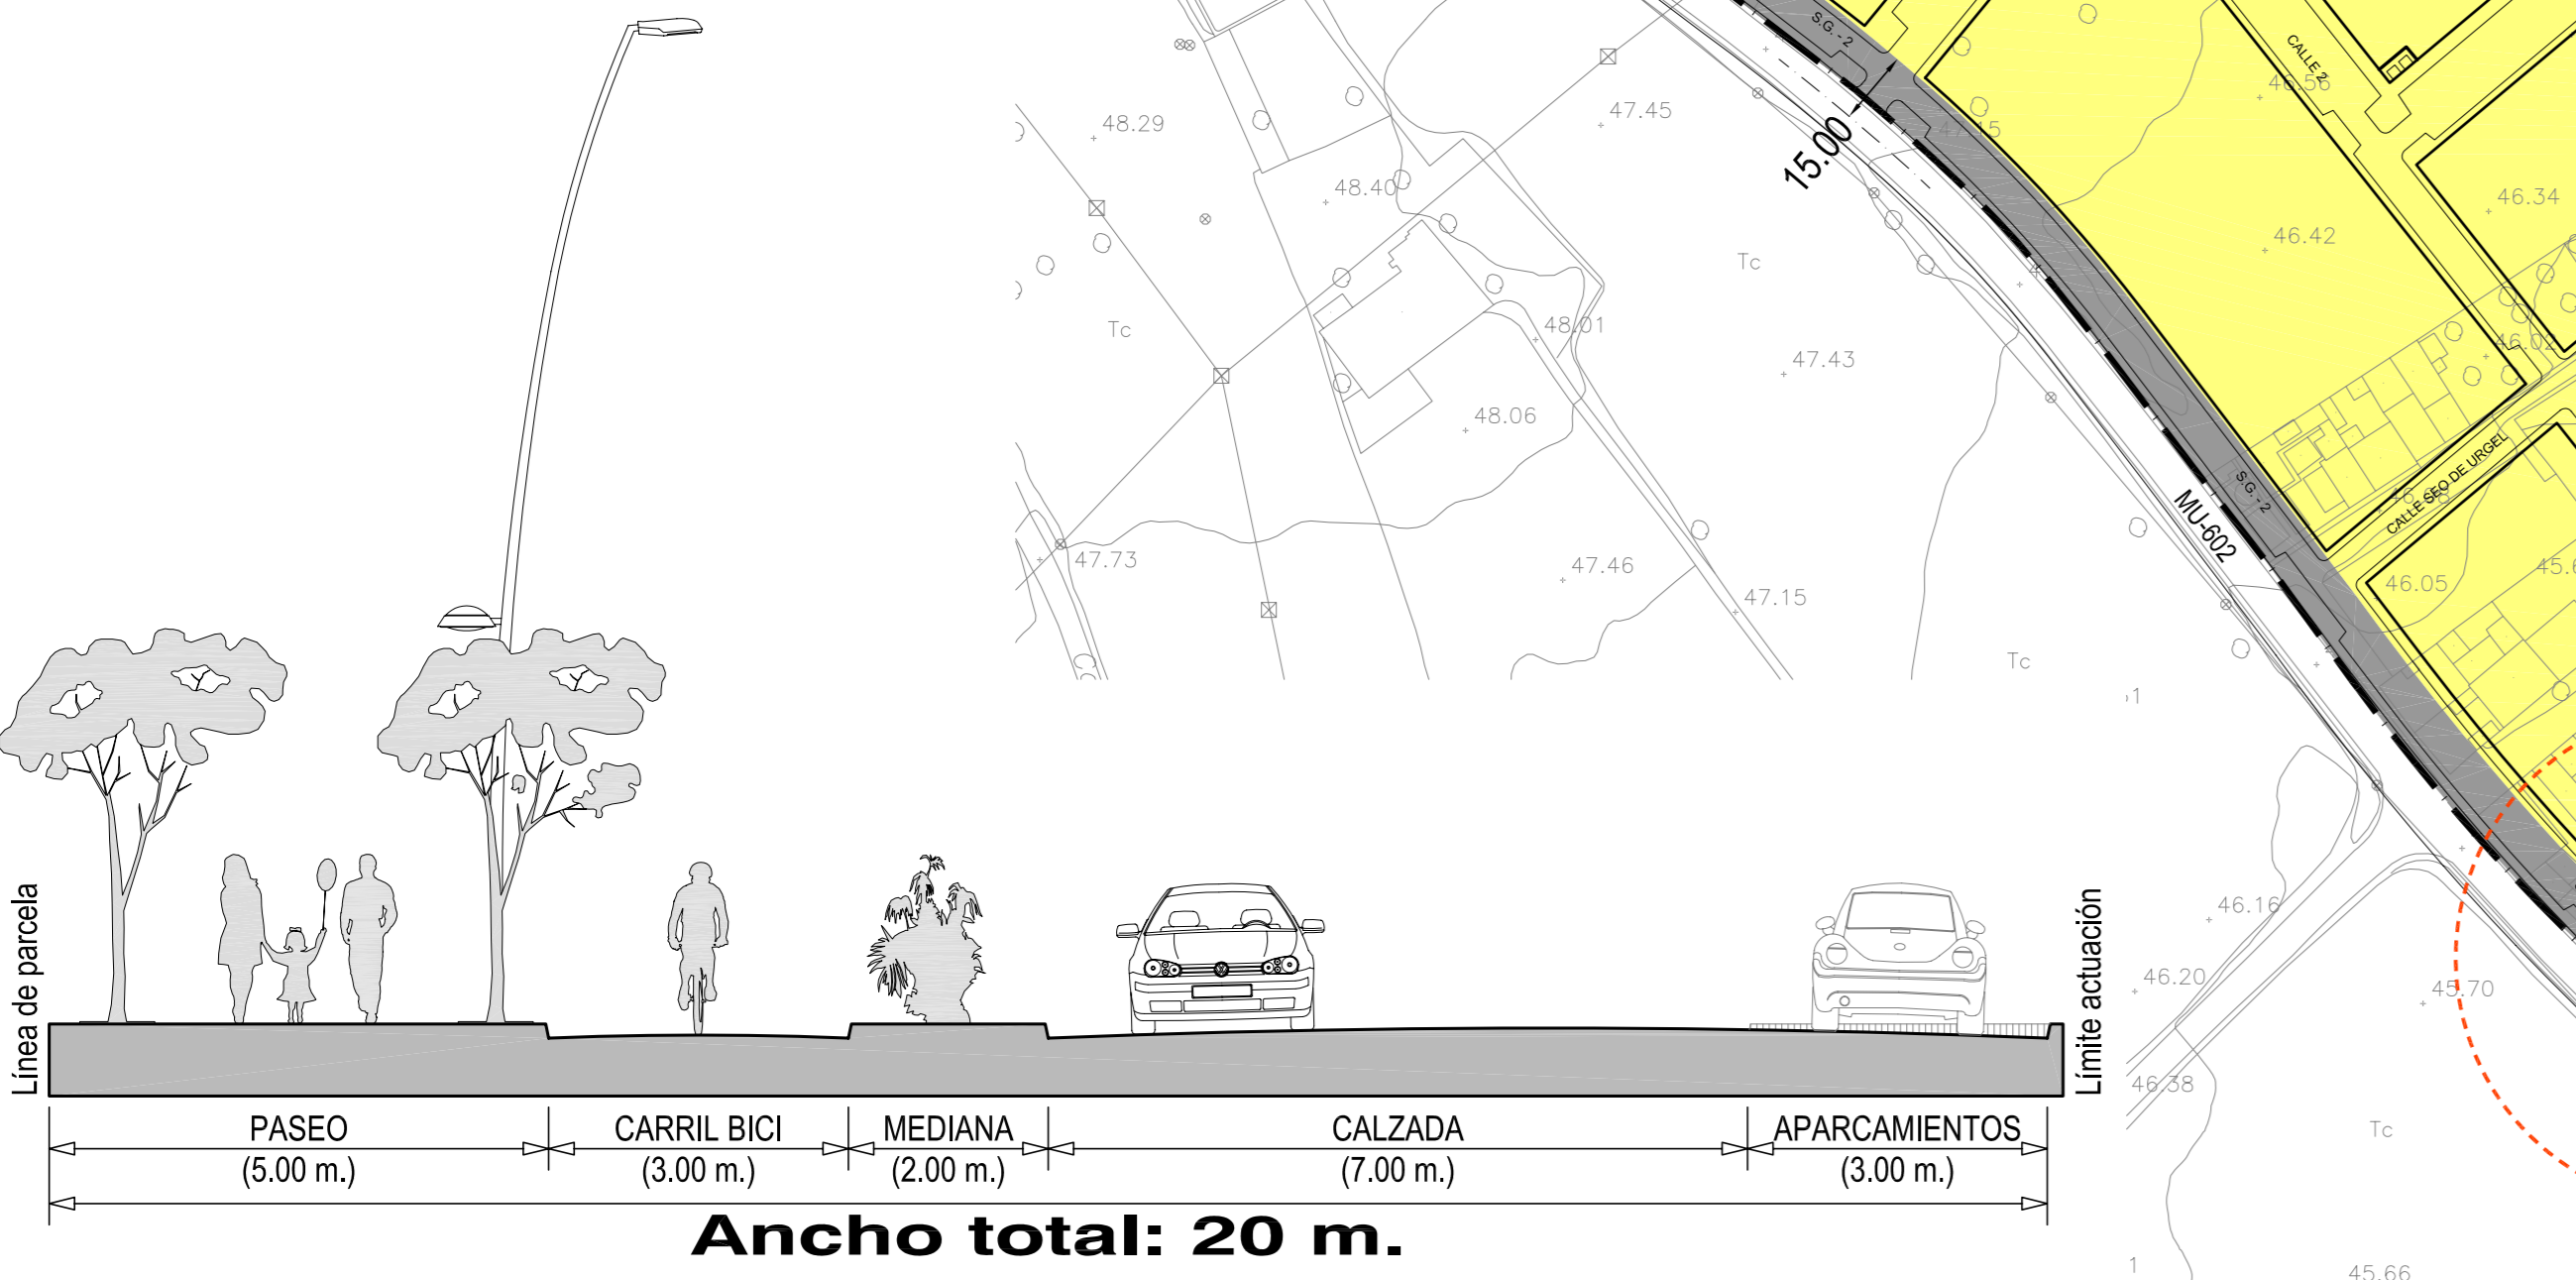 S.G. - 2
CALLE 2
46.56
48.29
47.45
15.00
48.40
46.34
46.42
Tc
Tc
48.01
46.02
47.43
48.06
CALLE SEO DE URGEL
S.G. - 2
MU-602
47.73
47.46
46.05
47.15
Tc
46.16
46.20
45.70
46.38
Tc
45.66
Línea de parcela
Límite actuación
PASEO
(5.00 m.)
CARRIL BICI
(3.00 m.)
MEDIANA
(2.00 m.)
CALZADA
(7.00 m.)
APARCAMIENTOS
(3.00 m.)
Ancho total: 20 m.